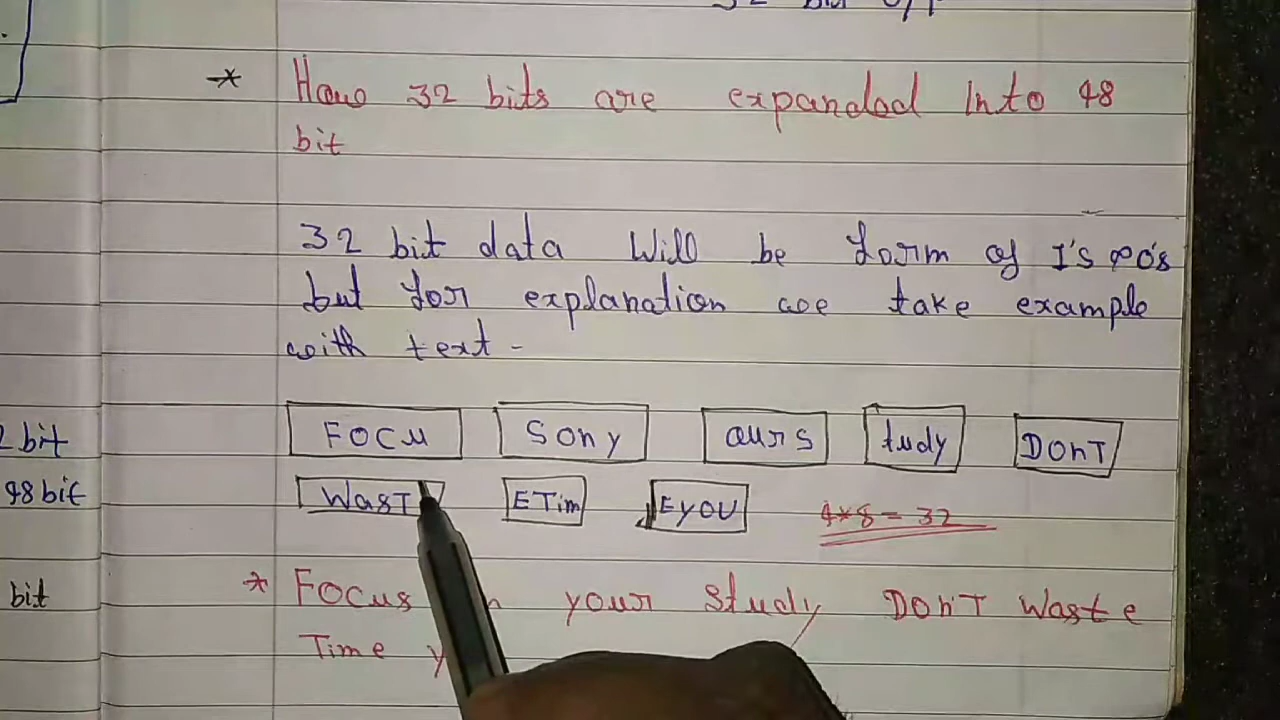 32 bit O/P
* How 32 bits are expanded Into 48
bit
32 bit data will be form of 1's & 0's
but for explanation we take example
with text -
2 bit FOCU SOny ours tudy DOnT
48 bit WasT ETim EyOU 4*8 = 32
bit * Focus your Study DOnT Waste
Time y